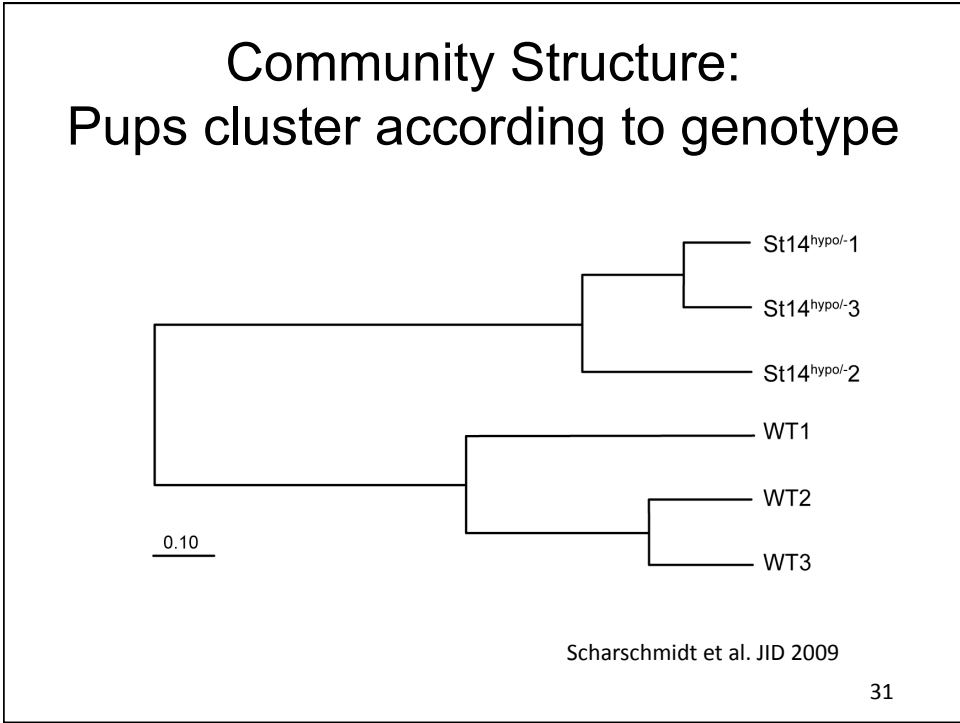 Community Structure:
Pups cluster according to genotype
St14hypo/-1
St14hypo/-3
St14hypo/-2
WT1
WT2
WT3
0.10
Scharschmidt et al. JID 2009
31